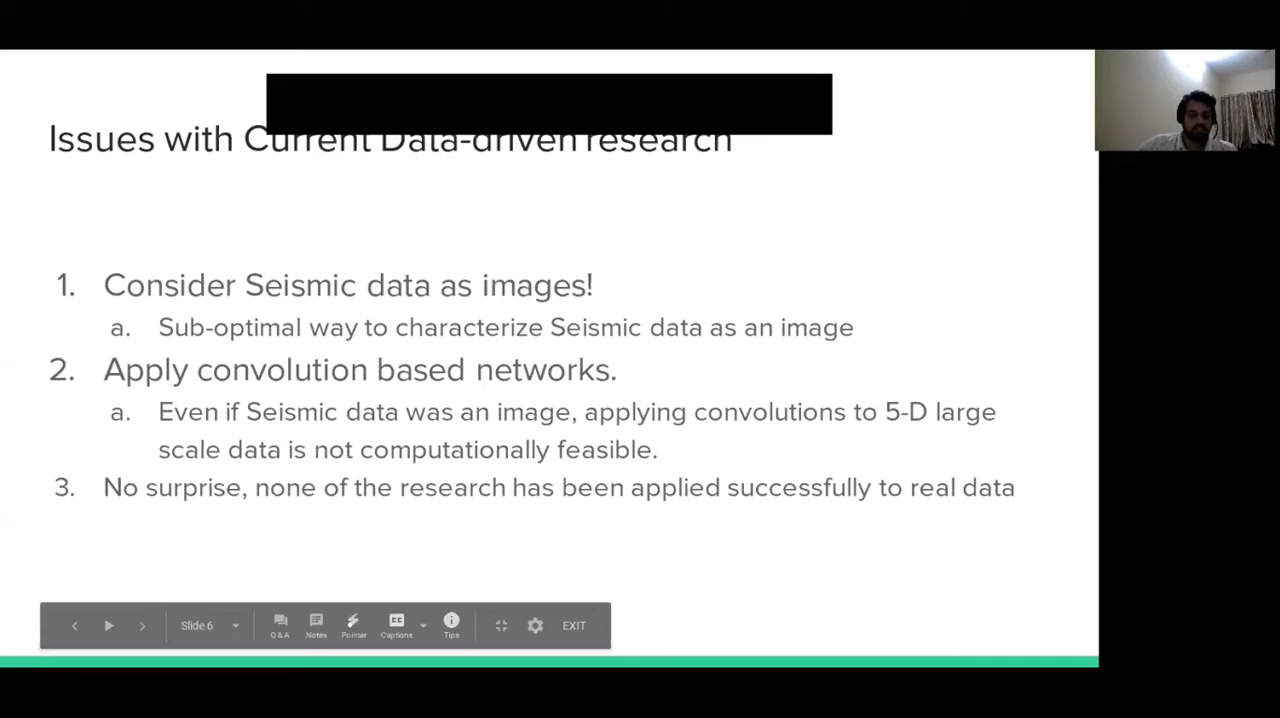 Issues with Current Data-driven research
1. Consider Seismic data as images!
a. Sub-optimal way to characterize Seismic data as an image
2. Apply convolution based networks.
a. Even if Seismic data was an image, applying convolutions to 5-D large
scale data is not computationally feasible.
3. No surprise, none of the research has been applied successfully to real data
Slide 6 Q&A Notes Pointer CC Captions Tips EXIT